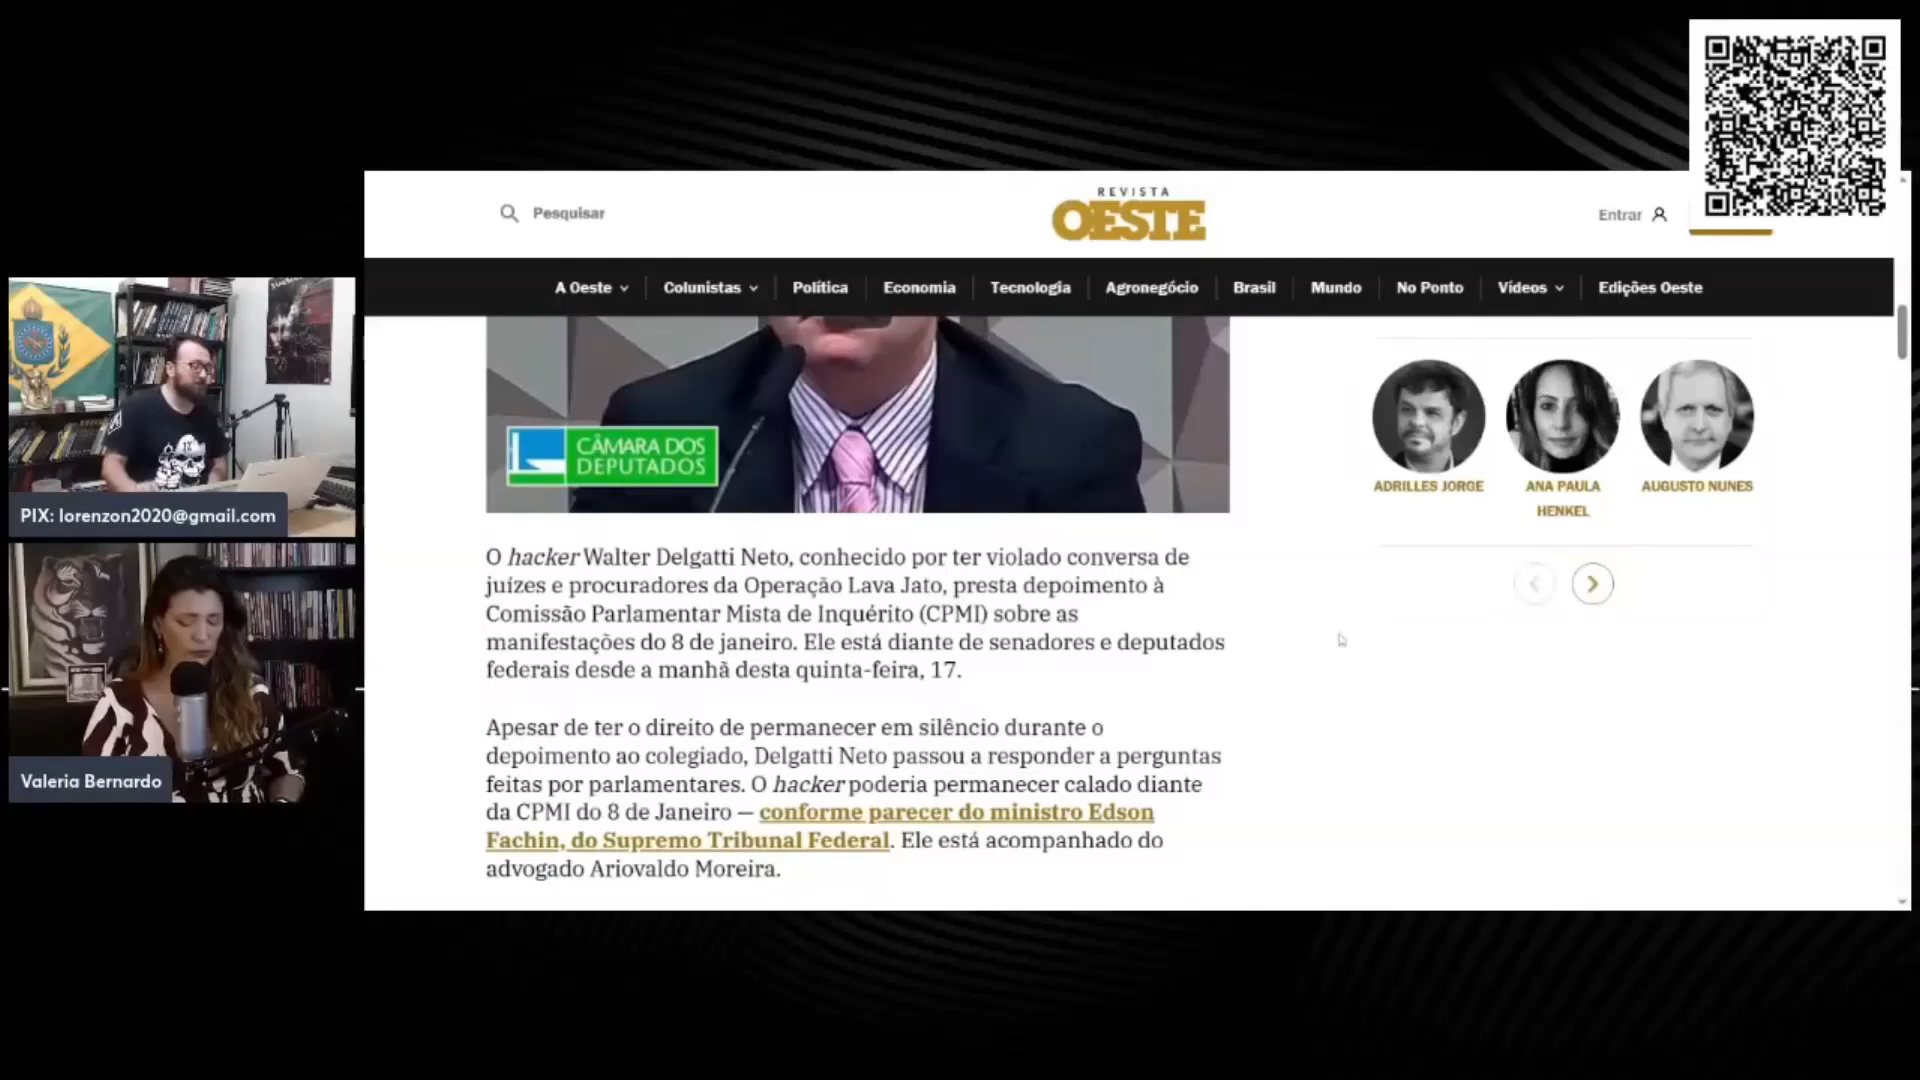 Pesquisar
REVISTA
OESTE
Entrar
A Oeste
Colunistas
Política
Economia
Tecnologia
Agronegócio
Brasil
Mundo
No Ponto
Vídeos
Edições Oeste
CÂMARA DOS
DEPUTADOS
ADRILLES JORGE
ANA PAULA
HENKEL
AUGUSTO NUNES
PIX: lorenzon2020@gmail.com
Valeria Bernardo
O hacker Walter Delgatti Neto, conhecido por ter violado conversa de
juízes e procuradores da Operação Lava Jato, presta depoimento à
Comissão Parlamentar Mista de Inquérito (CPMI) sobre as
manifestações do 8 de janeiro. Ele está diante de senadores e deputados
federais desde a manhã desta quinta-feira, 17.
Apesar de ter o direito de permanecer em silêncio durante o
depoimento ao colegiado, Delgatti Neto passou a responder a perguntas
feitas por parlamentares. O hacker poderia permanecer calado diante
da CPMI do 8 de Janeiro — conforme parecer do ministro Edson
Fachin, do Supremo Tribunal Federal. Ele está acompanhado do
advogado Ariovaldo Moreira.